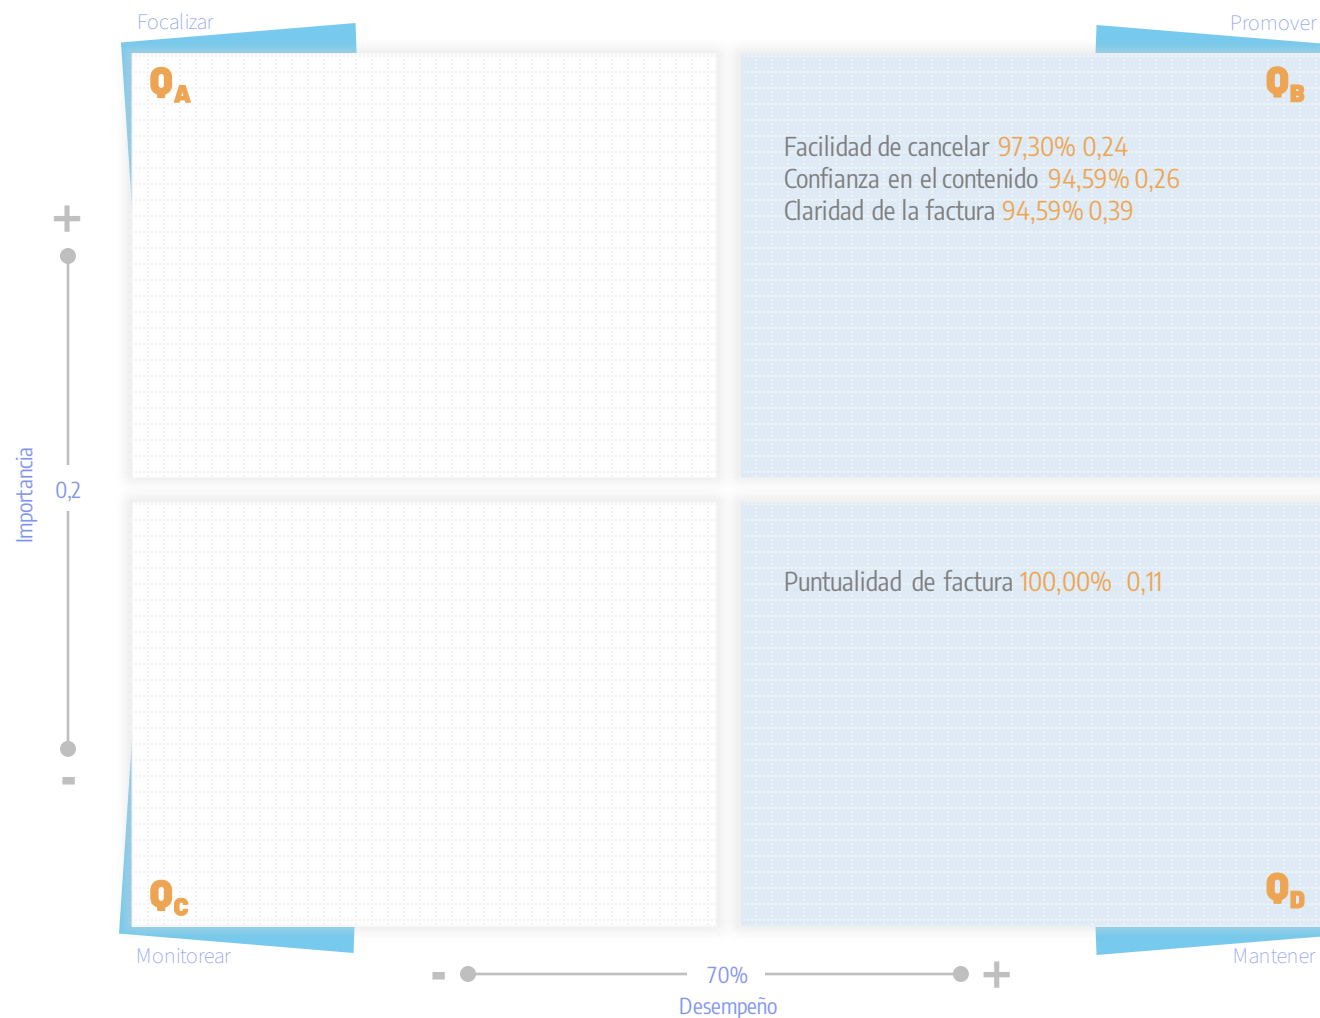 Focalizar
Promover
QA
QB
Facilidad de cancelar 97,30% 0,24
Confianza en el contenido 94,59% 0,26
Claridad de la factura 94,59% 0,39
+
Importancia
0,2
-
Puntualidad de factura 100,00% 0,11
QC
QD
Monitorear
Mantener
- 70% +
Desempeño